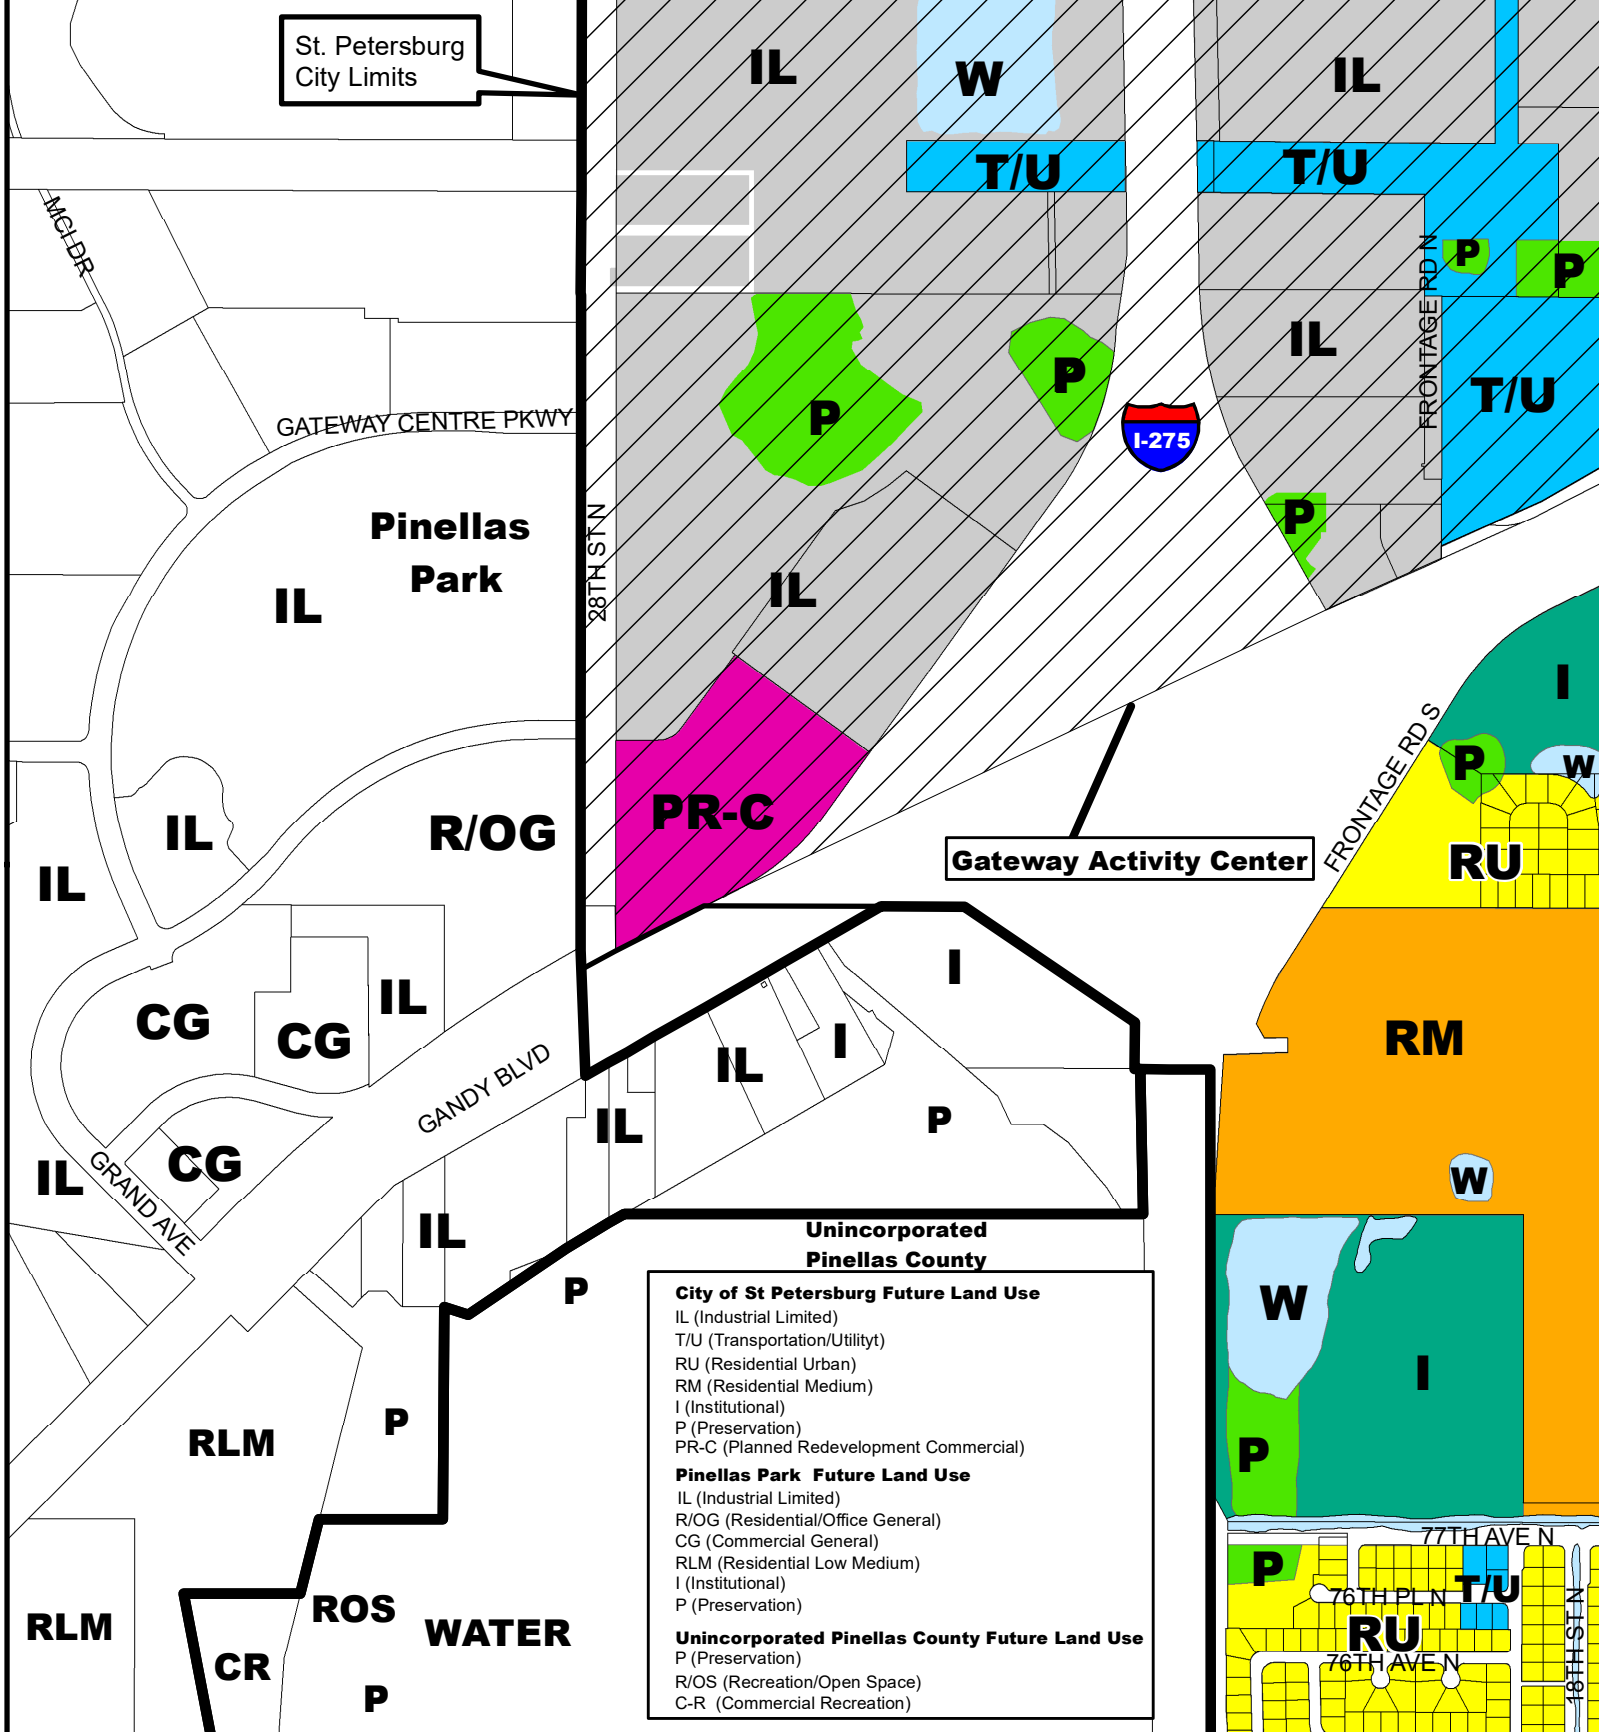 St. Petersburg
City Limits
IL
W
IL
T/U
T/U
MCI DR
P
P
FRONTAGE RD N
IL
P
P
T/U
GATEWAY CENTRE PKWY
I-275
Pinellas
Park
28TH ST N
P
IL
IL
I
FRONTAGE RD S
P
W
PR-C
IL
R/OG
Gateway Activity Center
RU
IL
I
IL
CG
CG
RM
I
IL
GANDY BLVD
P
IL
CG
IL
W
GRAND AVE
IL
Unincorporated
Pinellas County
P
W
City of St Petersburg Future Land Use
IL (Industrial Limited)
T/U (Transportation/Utilityt)
RU (Residential Urban)
RM (Residential Medium)
I (Institutional)
P (Preservation)
PR-C (Planned Redevelopment Commercial)
Pinellas Park Future Land Use
IL (Industrial Limited)
R/OG (Residential/Office General)
CG (Commercial General)
RLM (Residential Low Medium)
I (Institutional)
P (Preservation)
Unincorporated Pinellas County Future Land Use
P (Preservation)
R/OS (Recreation/Open Space)
C-R (Commercial Recreation)
I
P
RLM
P
77TH AVE N
P
T/U
76TH PL N
RU
76TH AVE N
18TH ST N
ROS
WATER
RLM
CR
P